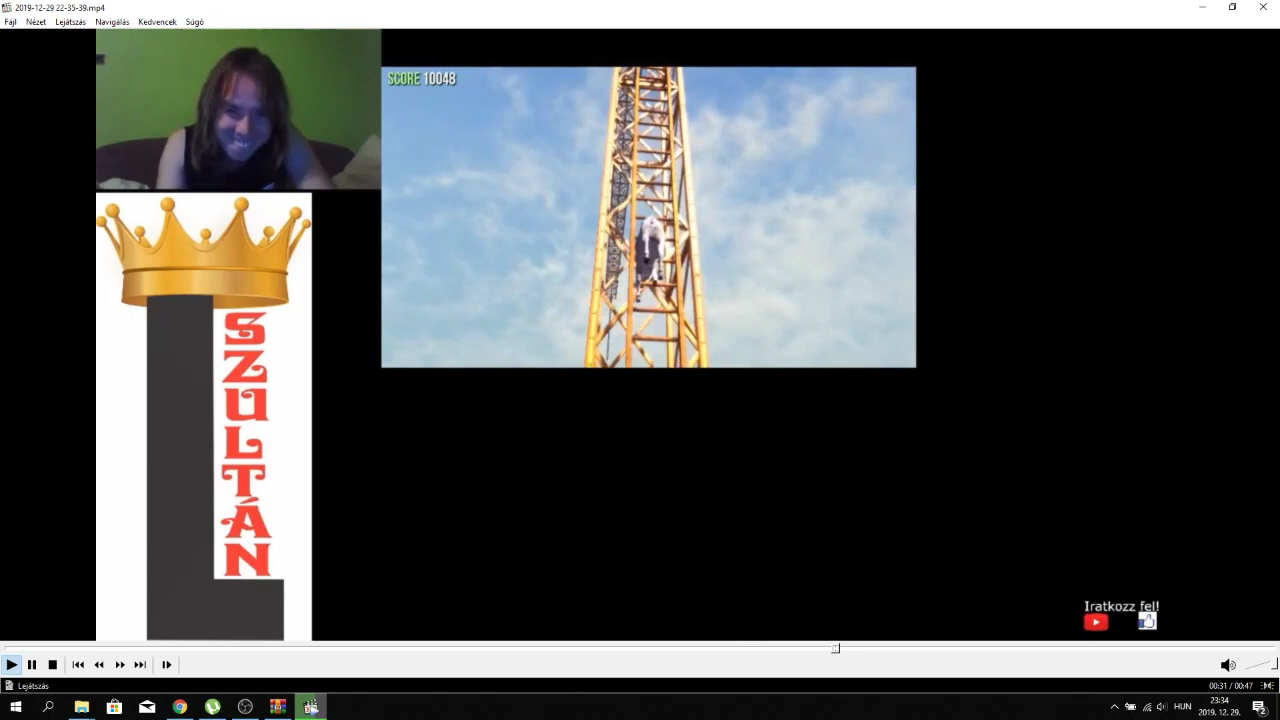 2019-12-29 22-35-39.mp4
Fájl Nézet Lejátszás Navigálás Kedvencek Súgó
SCORE 10048
SZULTÁN
Iratkozz fel!
Lejátszás
00:31 / 00:47
HUN
23:34
2019. 12. 29.
2